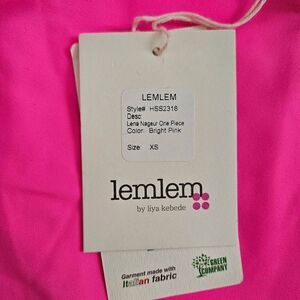 LEMLEM
Style# HSS2318
Desc:
Lena Nageur One Piece
Color: Bright Pink
Size: XS
lemlem
by liya kebede
Garment made with
Italian fabric
GREEN
COMPANY